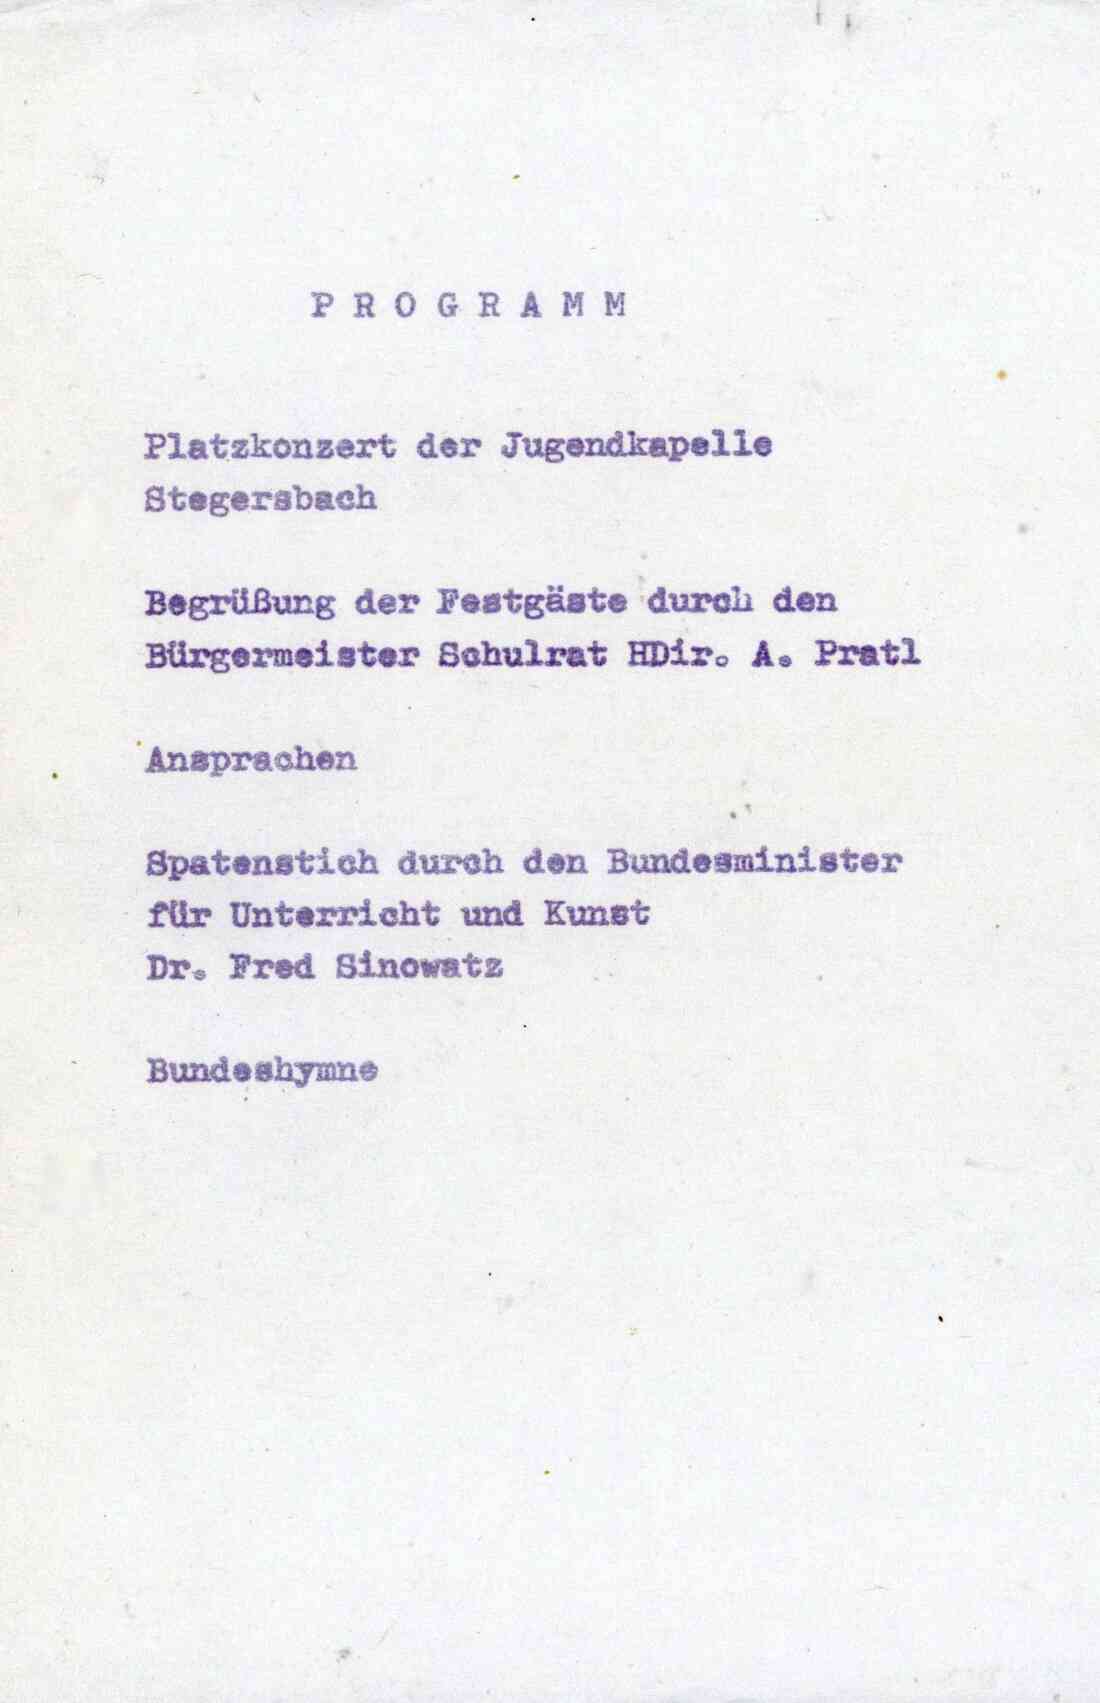 PROGRAMM
Platzkonzert der Jugendkapelle
Stegersbach
Begrüßung der Festgäste durch den
Bürgermeister Schulrat HDir. A. Pratl
Ansprachen
Spatenstich durch den Bundesminister
für Unterricht und Kunst
Dr. Fred Sinowatz
Bundeshymne